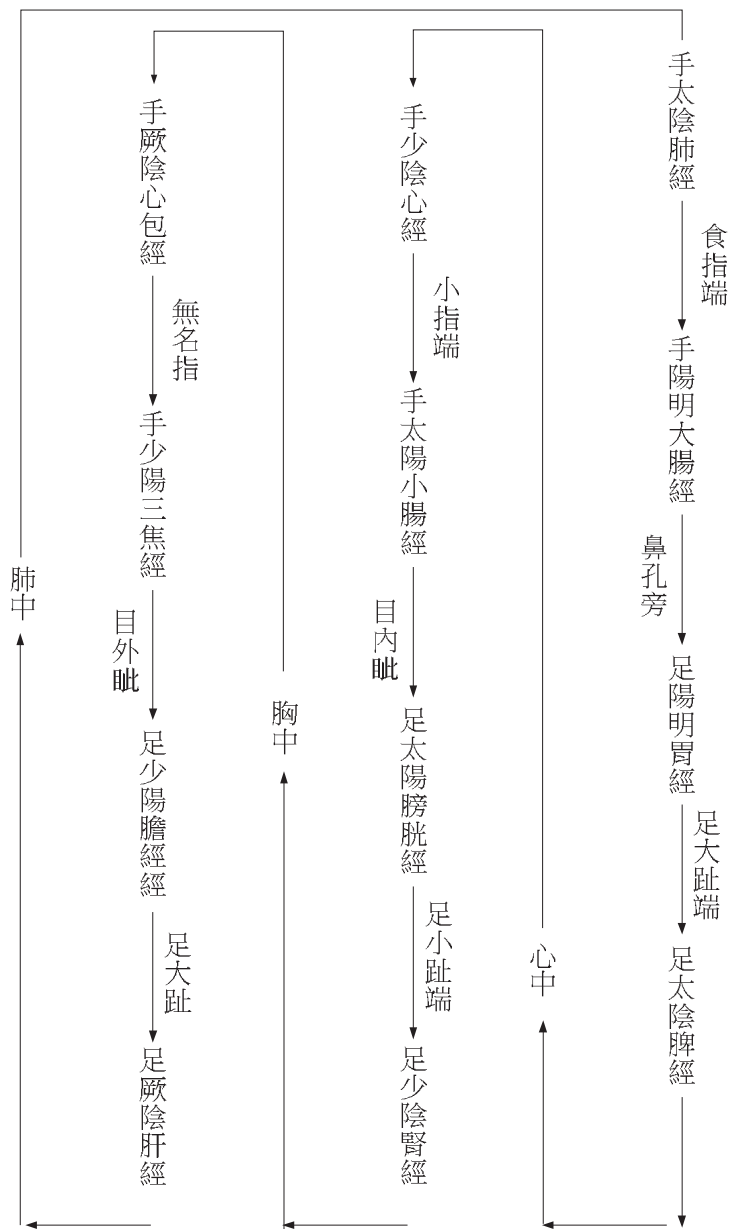 手太陰肺經
食指端
手陽明大腸經
鼻孔旁
足陽明胃經
足大趾端
足太陰脾經
心中
手少陰心經
小指端
手太陽小腸經
目內眦
足太陽膀胱經
足小趾端
足少陰腎經
胸中
手厥陰心包經
無名指
手少陽三焦經
目外眦
足少陽膽經經
足大趾
足厥陰肝經
肺中